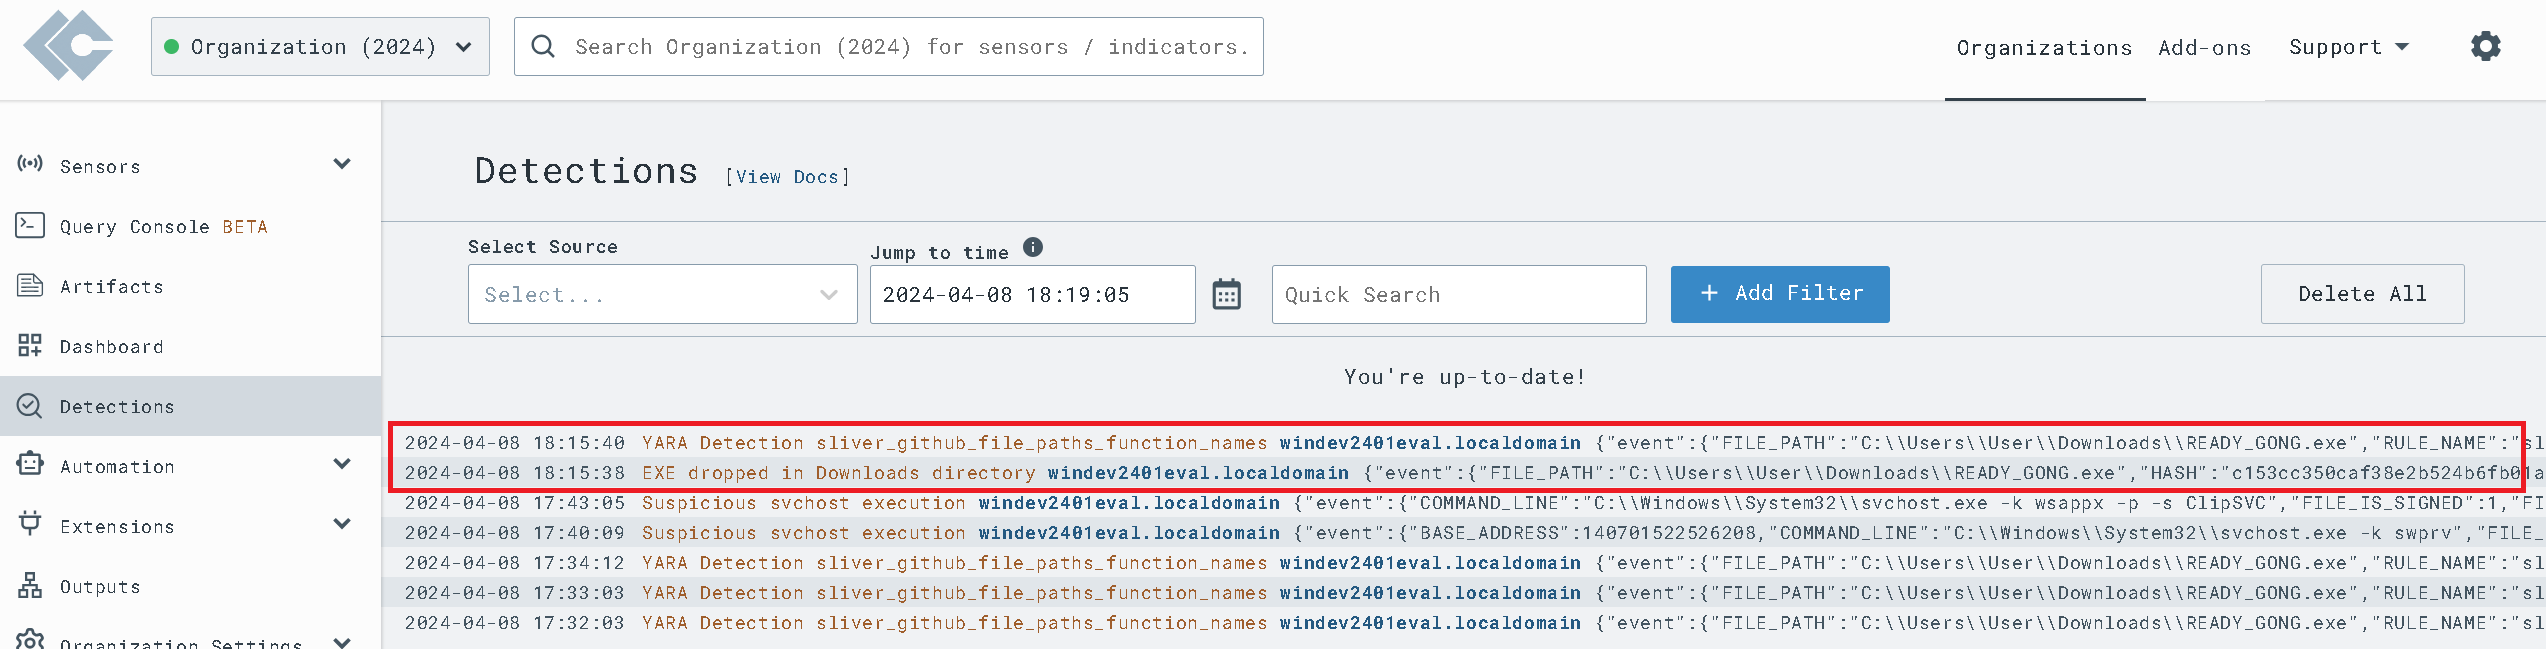 Organization (2024)
Search Organization (2024) for sensors / indicators.
Organizations Add-ons Support
Sensors
Query Console BETA
Artifacts
Dashboard
Detections
Automation
Extensions
Outputs
Organization Settings
Detections [View Docs]
Select Source
Select...
Jump to time
2024-04-08 18:19:05
Quick Search
+ Add Filter
Delete All
You're up-to-date!
2024-04-08 18:15:40 YARA Detection sliver_github_file_paths_function_names windev2401eval.localdomain {"event":{"FILE_PATH":"C:\\Users\\User\\Downloads\\READY_GONG.exe","RULE_NAME":"sl
2024-04-08 18:15:38 EXE dropped in Downloads directory windev2401eval.localdomain {"event":{"FILE_PATH":"C:\\Users\\User\\Downloads\\READY_GONG.exe","HASH":"c153cc350caf38e2b524b6fb01a
2024-04-08 17:43:05 Suspicious svchost execution windev2401eval.localdomain {"event":{"COMMAND_LINE":"C:\\Windows\\System32\\svchost.exe -k wsappx -p -s ClipSVC","FILE_IS_SIGNED":1,"FI
2024-04-08 17:40:09 Suspicious svchost execution windev2401eval.localdomain {"event":{"BASE_ADDRESS":140701522526208,"COMMAND_LINE":"C:\\Windows\\System32\\svchost.exe -k swprv","FILE_
2024-04-08 17:34:12 YARA Detection sliver_github_file_paths_function_names windev2401eval.localdomain {"event":{"FILE_PATH":"C:\\Users\\User\\Downloads\\READY_GONG.exe","RULE_NAME":"sl
2024-04-08 17:33:03 YARA Detection sliver_github_file_paths_function_names windev2401eval.localdomain {"event":{"FILE_PATH":"C:\\Users\\User\\Downloads\\READY_GONG.exe","RULE_NAME":"sl
2024-04-08 17:32:03 YARA Detection sliver_github_file_paths_function_names windev2401eval.localdomain {"event":{"FILE_PATH":"C:\\Users\\User\\Downloads\\READY_GONG.exe","RULE_NAME":"sl